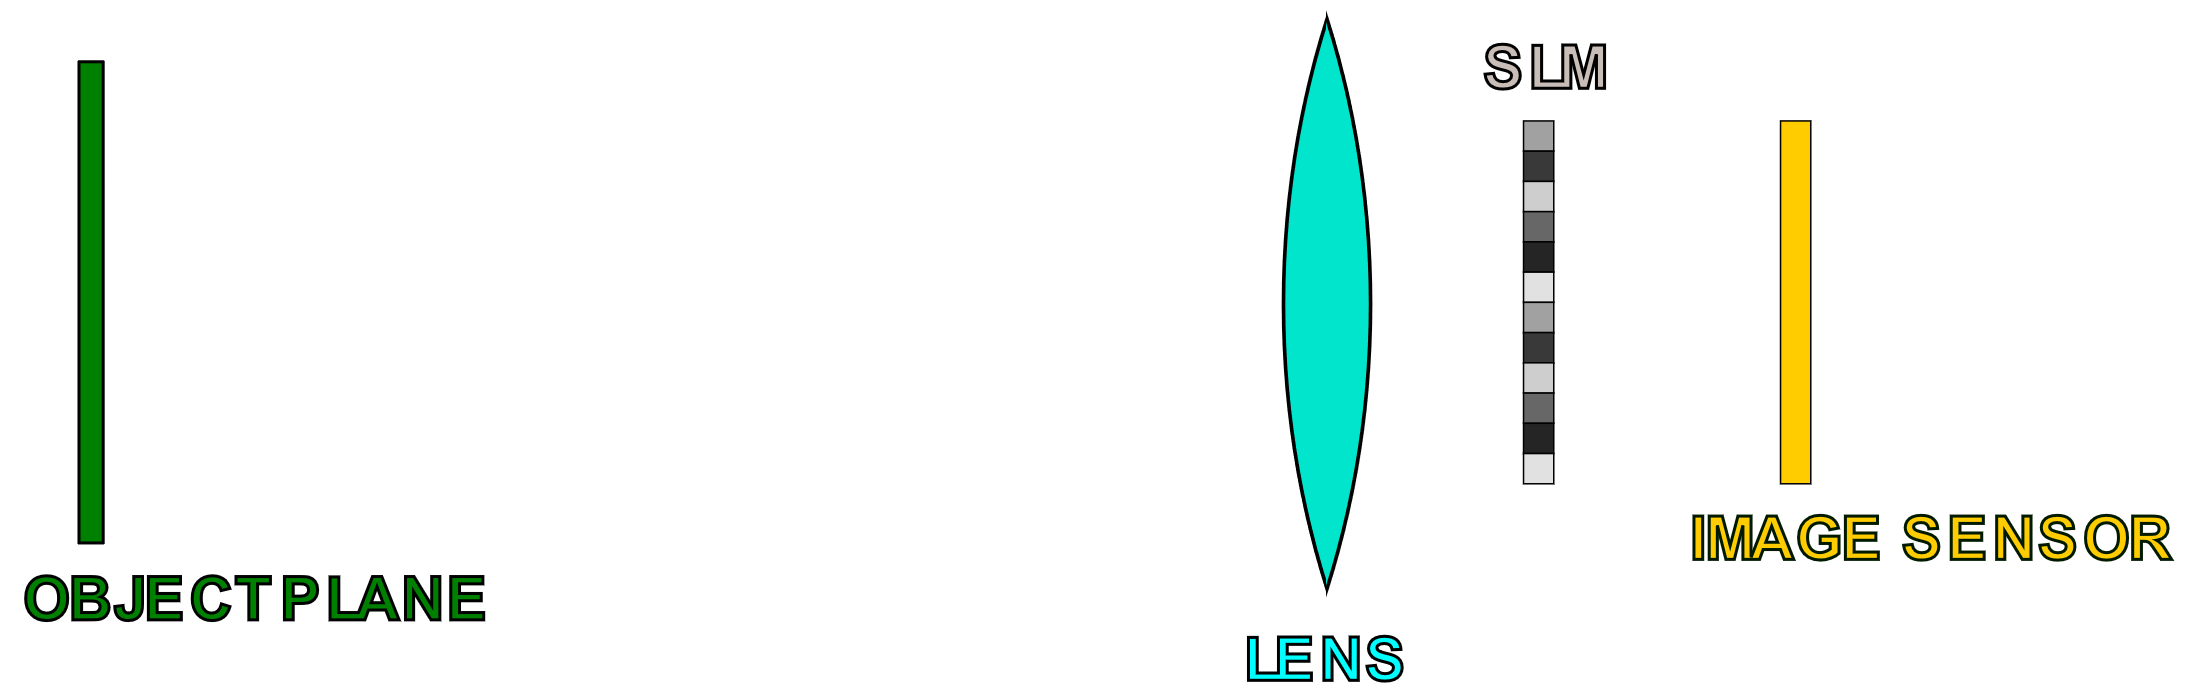 SLM
IMAGE SENSOR
OBJECT PLANE
LENS